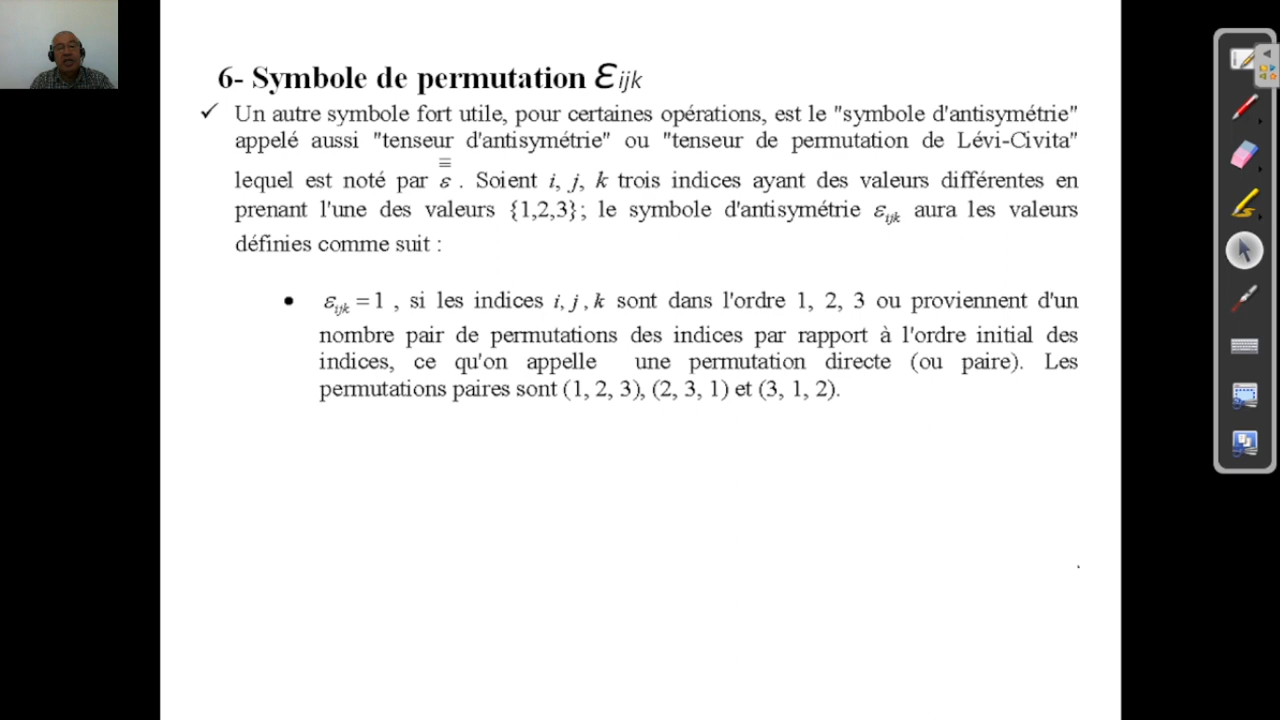 6- Symbole de permutation εijk
✓ Un autre symbole fort utile, pour certaines opérations, est le "symbole d'antisymétrie"
appelé aussi "tenseur d'antisymétrie" ou "tenseur de permutation de Lévi-Civita"
lequel est noté par ε̿ . Soient i, j, k trois indices ayant des valeurs différentes en
prenant l'une des valeurs {1,2,3}; le symbole d'antisymétrie εijk aura les valeurs
définies comme suit :
• εijk = 1 , si les indices i, j , k sont dans l'ordre 1, 2, 3 ou proviennent d'un
nombre pair de permutations des indices par rapport à l'ordre initial des
indices, ce qu'on appelle une permutation directe (ou paire). Les
permutations paires sont (1, 2, 3), (2, 3, 1) et (3, 1, 2).